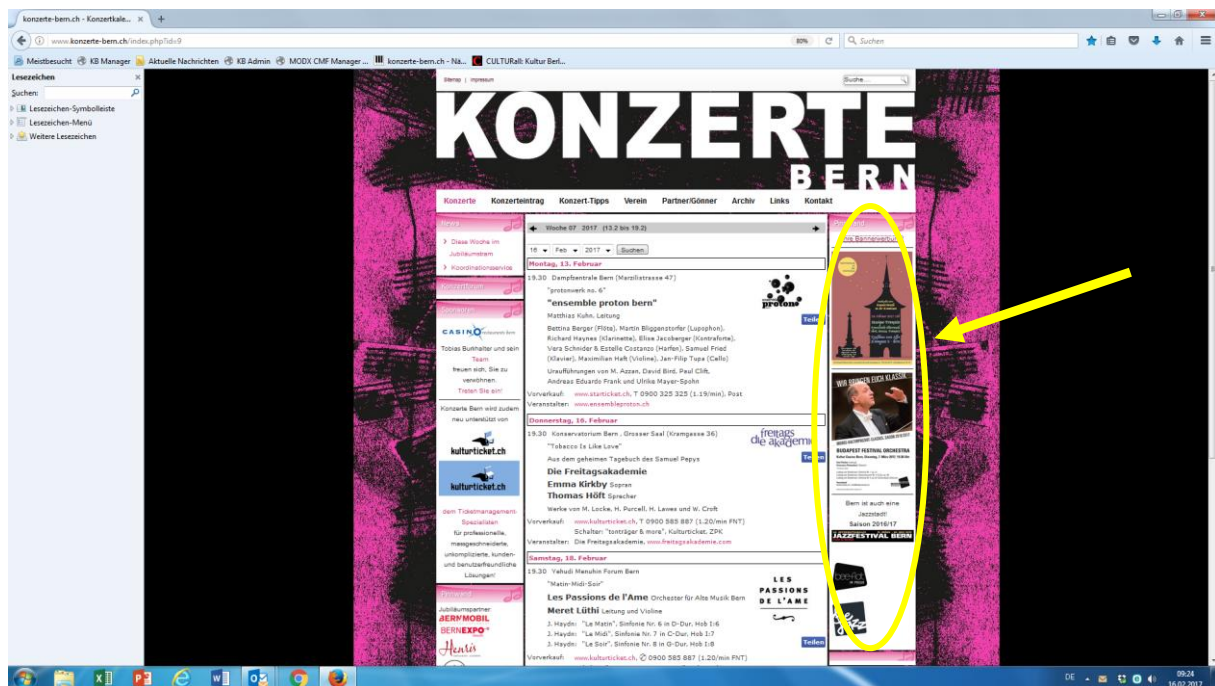 konzerte-bern.ch - Konzertkale...
www.konzerte-bern.ch/index.php?id=9
80%
Suchen
Meistbesucht KB Manager Aktuelle Nachrichten KB Admin MODX CMF Manager ... konzerte-bern.ch - Na... CULTURall: Kultur Berl...
Lesezeichen
Suchen:
Lesezeichen-Symbolleiste
Lesezeichen-Menü
Weitere Lesezeichen
Sitemap | Impressum
Suche...
KONZERTE
BERN
Konzerte Konzerteintrag Konzert-Tipps Verein Partner/Gönner Archiv Links Kontakt
News
Diese Woche im
Jubiläumstram
Koordinationsservice
Konzertforum
Sponsoren
CASINO
Tobias Burkhalter und sein
Team
freuen sich, Sie zu
verwöhnen.
Treten Sie ein!
Konzerte Bern wird zudem
neu unterstützt von
kulturticket.ch
kulturticket.ch
dem Ticketmanagement-
Spezialisten
für professionelle,
massgeschneiderte,
unkomplizierte, kunden-
und benutzerfreundliche
Lösungen!
Jubiläumspartner:
BERNMOBIL
BERNEXPO
Henris
Woche 07 2017 (13.2 bis 19.2)
16 Feb 2017 Suchen
Montag, 13. Februar
19.30 Dampfzentrale Bern (Marzilistrasse 47)
"protonwerk no. 6"
"ensemble proton bern"
Matthias Kuhn, Leitung
Bettina Berger (Flöte), Martin Bliggenstorfer (Lupophon),
Richard Haynes (Klarinette), Elise Jacoberger (Kontraforte),
Vera Schnider & Estelle Costanzo (Harfen), Samuel Fried
(Klavier), Maximilian Haft (Violine), Jan-Filip Tupa (Cello)
Uraufführungen von M. Azzan, David Bird, Paul Clift,
Andreas Eduardo Frank und Ulrike Mayer-Spohn
Vorverkauf: www.starticket.ch, T 0900 325 325 (1.19/min), Post
Veranstalter: www.ensembleproton.ch
proton
Teilen
Donnerstag, 16. Februar
19.30 Konservatorium Bern , Grosser Saal (Kramgasse 36)
"Tobacco Is Like Love"
Aus dem geheimen Tagebuch des Samuel Pepys
Die Freitagsakademie
Emma Kirkby Sopran
Thomas Höft Sprecher
Werke von M. Locke, H. Purcell, H. Lawes und W. Croft
Vorverkauf: www.kulturticket.ch, T 0900 585 887 (1.20/min FNT)
Schalter: "tonträger & more", Kulturticket, ZPK
Veranstalter: Die Freitagsakademie, www.freitagsakademie.com
freitags
die akademie
Teilen
Samstag, 18. Februar
19.30 Yehudi Menuhin Forum Bern
"Matin-Midi-Soir"
Les Passions de l'Ame Orchester für Alte Musik Bern
Meret Lüthi Leitung und Violine
J. Haydn: "Le Matin", Sinfonie Nr. 6 in D-Dur, Hob I:6
J. Haydn: "Le Midi", Sinfonie Nr. 7 in C-Dur, Hob I:7
J. Haydn: "Le Soir", Sinfonie Nr. 8 in G-Dur, Hob I:8
Vorverkauf: www.kulturticket.ch, 0900 585 887 (1.20/min FNT)
LES
PASSIONS
DE L'AME
Teilen
WIR BRINGEN EUCH KLASSIK
BUDAPEST FESTIVAL ORCHESTRA
Bern ist auch eine
Jazzstadt!
Saison 2016/17
JAZZFESTIVAL BERN
bee-flat
DE
09:24
16.02.2017